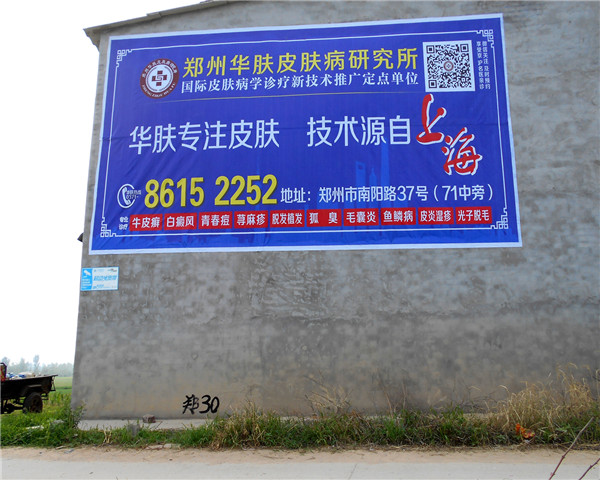 郑州华肤皮肤病研究所
国际皮肤病学诊疗新技术推广定点单位
华肤专注皮肤 技术源自上海
0371- 8615 2252 地址：郑州市南阳路37号（71中旁）
牛皮癣 白癜风 青春痘 荨麻疹 脱发植发 狐臭 毛囊炎 鱼鳞病 皮炎湿疹 光子脱毛
郑30